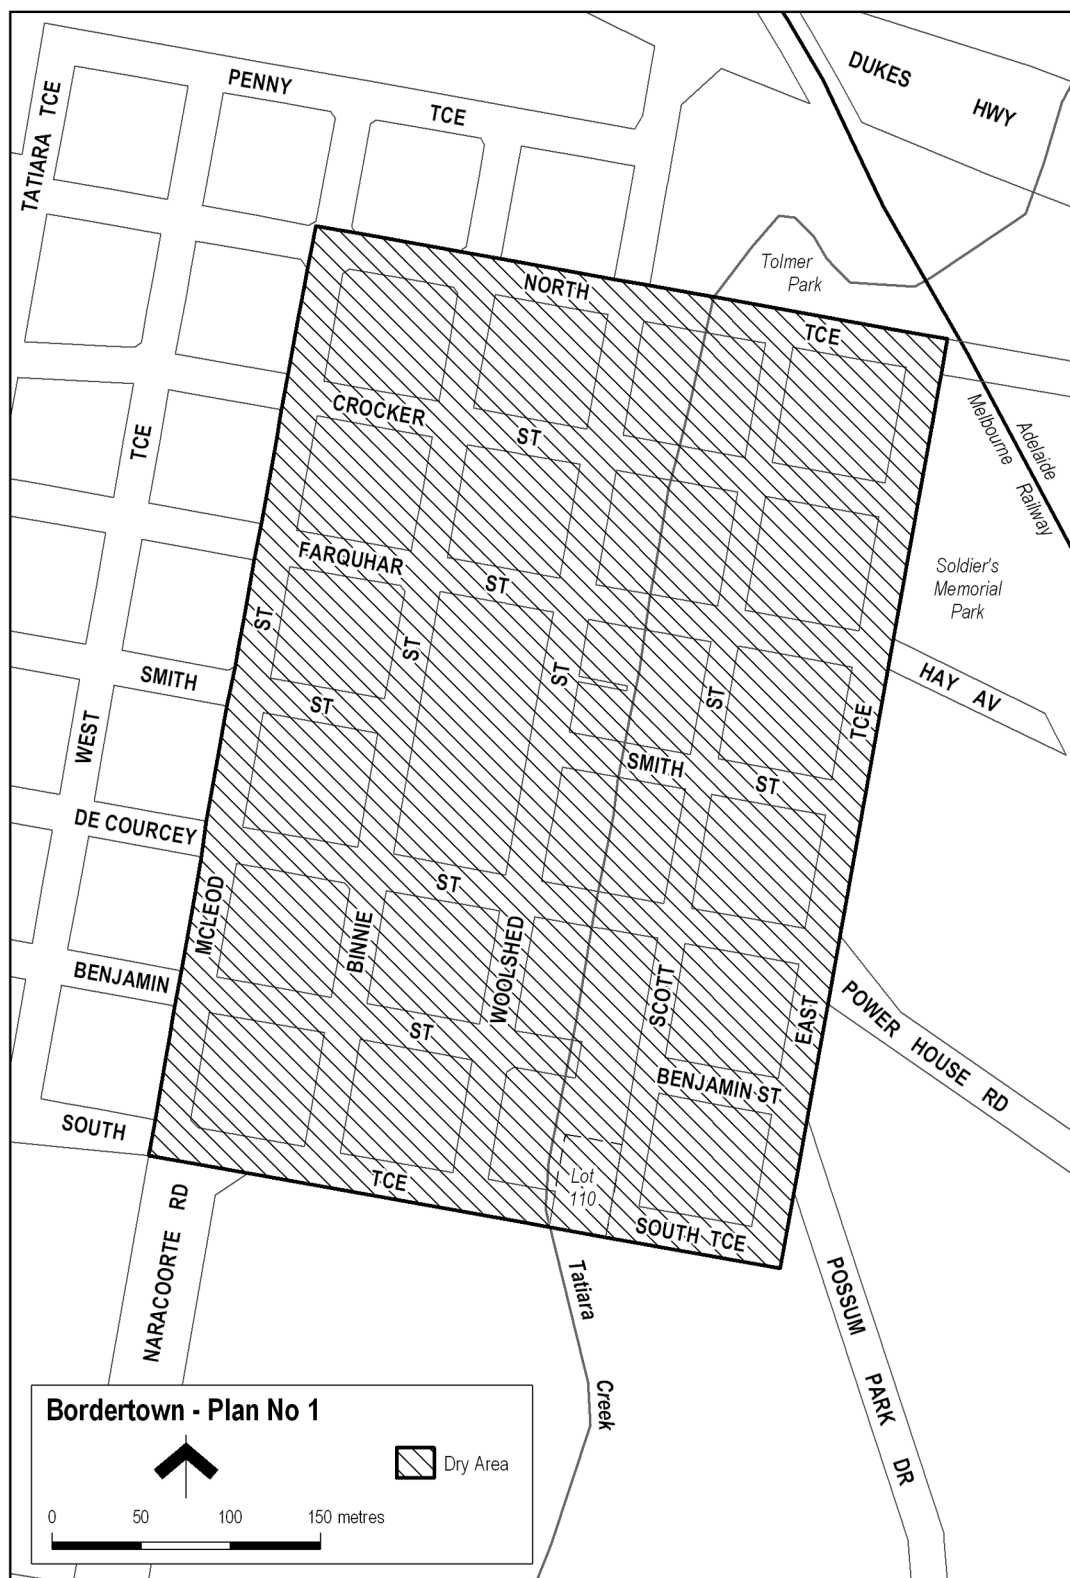 DUKES
HWY
PENNY
TCE
TATIARA TCE
Tolmer
Park
NORTH
TCE
CROCKER
ST
TCE
Adelaide
Melbourne
Railway
FARQUHAR
ST
Soldier's
Memorial
Park
ST
ST
ST
ST
SMITH
ST
HAY AV
TCE
WEST
SMITH
ST
DE COURCEY
ST
MCLEOD
BINNIE
WOOLSHED
SCOTT
EAST
BENJAMIN
ST
POWER HOUSE RD
BENJAMIN ST
SOUTH
TCE
Lot
110
SOUTH TCE
NARACOORTE RD
Tatiara
Creek
POSSUM PARK DR
Bordertown - Plan No 1
Dry Area
0 50 100 150 metres